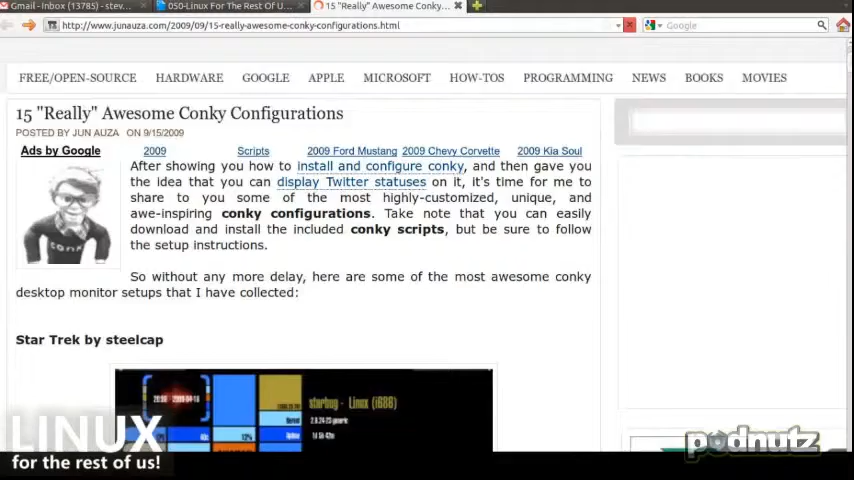 Gmail - Inbox (13785) - stev...
050-Linux For The Rest Of U...
15 "Really" Awesome Conky...
http://www.junauza.com/2009/09/15-really-awesome-conky-configurations.html
Google
FREE/OPEN-SOURCE HARDWARE GOOGLE APPLE MICROSOFT HOW-TOS PROGRAMMING NEWS BOOKS MOVIES
15 "Really" Awesome Conky Configurations
POSTED BY JUN AUZA ON 9/15/2009
Ads by Google 2009 Scripts 2009 Ford Mustang 2009 Chevy Corvette 2009 Kia Soul
After showing you how to install and configure conky, and then gave you
the idea that you can display Twitter statuses on it, it's time for me to
share to you some of the most highly-customized, unique, and
awe-inspiring conky configurations. Take note that you can easily
download and install the included conky scripts, but be sure to follow
the setup instructions.
So without any more delay, here are some of the most awesome conky
desktop monitor setups that I have collected:
Star Trek by steelcap
starbug - Linux (i686)
LINUX
for the rest of us!
podnutz